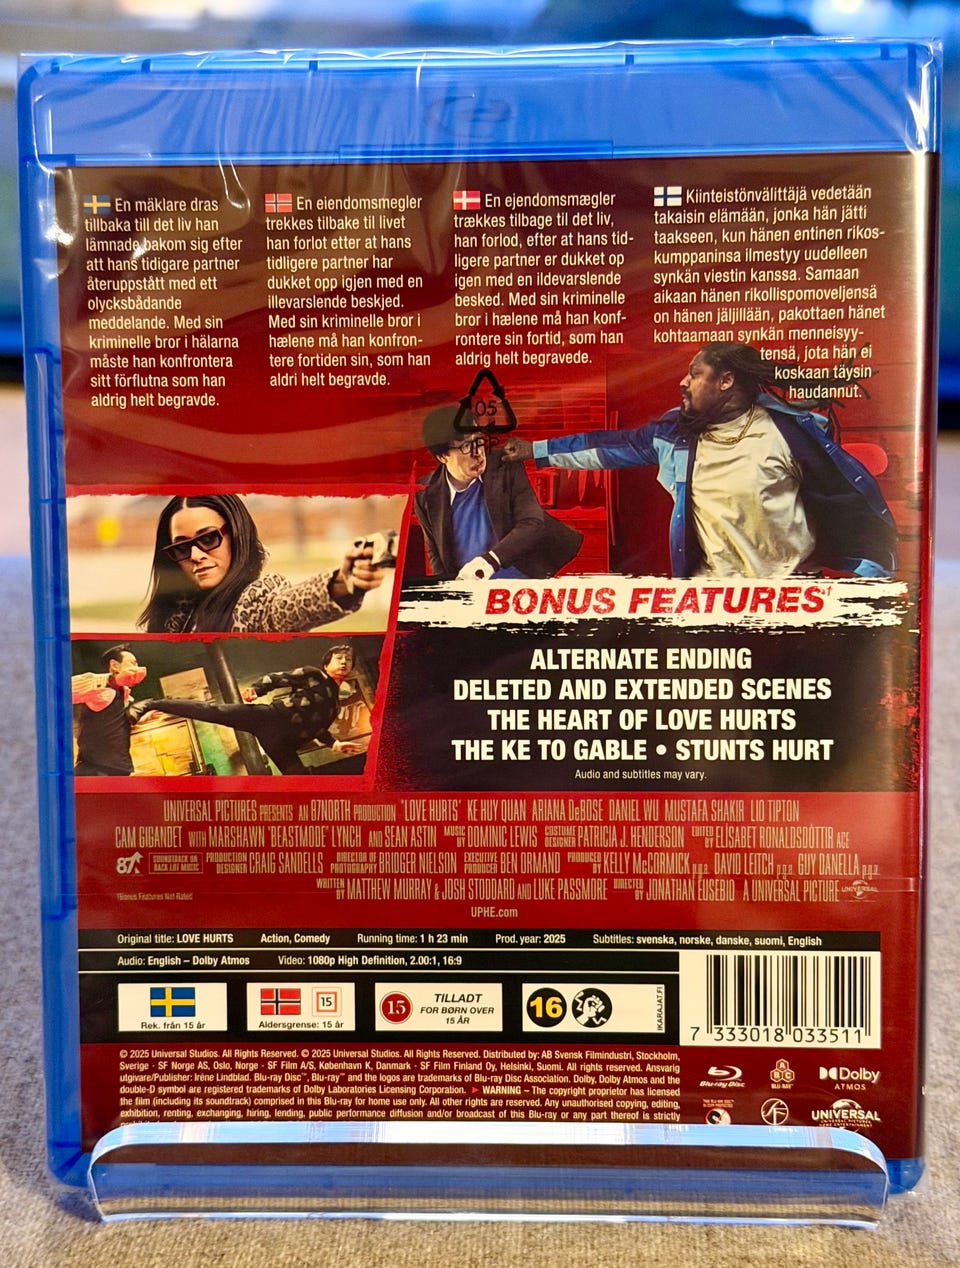 En mäklare dras
tillbaka till det liv han
lämnade bakom sig efter
att hans tidigare partner
återuppstått med ett
olycksbådande
meddelande. Med sin
kriminelle bror i hälarna
måste han konfrontera
sitt förflutna som han
aldrig helt begravde.
En eiendomsmegler
trekkes tilbake til livet
han forlot etter at hans
tidligere partner har
dukket opp igjen med en
illevarslende beskjed.
Med sin kriminelle bror i
hælene må han konfron-
tere fortiden sin, som han
aldri helt begravde.
En ejendomsmægler
trækkes tilbage til det liv,
han forlod, efter at hans tid-
ligere partner er dukket op
igen med en ildevarslende
besked. Med sin kriminelle
bror i hælene må han konf-
rontere sin fortid, som han
aldrig helt begravede.
Kiinteistönvälittäjä vedetään
takaisin elämään, jonka hän jätti
taakseen, kun hänen entinen rikos-
kumppaninsa ilmestyy uudelleen
synkän viestin kanssa. Samaan
aikaan hänen rikollispomoveljensä
on hänen jäljillään, pakottaen hänet
kohtaamaan synkän menneisyy-
tensä, jota hän ei
koskaan täysin
haudannut.
05
OPP
BONUS FEATURES†
ALTERNATE ENDING
DELETED AND EXTENDED SCENES
THE HEART OF LOVE HURTS
THE KE TO GABLE • STUNTS HURT
Audio and subtitles may vary.
UNIVERSAL PICTURES PRESENTS AN 87NORTH PRODUCTION "LOVE HURTS" KE HUY QUAN ARIANA DeBOSE DANIEL WU MUSTAFA SHAKIR LIO TIPTON
CAM GIGANDET WITH MARSHAWN "BEASTMODE" LYNCH AND SEAN ASTIN MUSIC BY DOMINIC LEWIS COSTUME DESIGNER PATRICIA J. HENDERSON EDITED BY ELÍSABET RONALDSDÓTTIR ACE
87 SOUNDTRACK ON BACK LOT MUSIC PRODUCTION DESIGNER CRAIG SANDELLS DIRECTOR OF PHOTOGRAPHY BRIDGER NIELSON EXECUTIVE PRODUCER BEN ORMAND PRODUCED BY KELLY McCORMICK p.g.a. DAVID LEITCH p.g.a. GUY DANELLA p.g.a.
†Bonus Features Not Rated WRITTEN BY MATTHEW MURRAY & JOSH STODDARD AND LUKE PASSMORE DIRECTED BY JONATHAN EUSEBIO A UNIVERSAL PICTURE UNIVERSAL
UPHE.com
Original title: LOVE HURTS Action, Comedy Running time: 1 h 23 min Prod. year: 2025 Subtitles: svenska, norske, danske, suomi, English
Audio: English – Dolby Atmos Video: 1080p High Definition, 2.00:1, 16:9
Rek. från 15 år
15
Aldersgrense: 15 år
15
TILLADT
FOR BØRN OVER
15 ÅR
16
IKARAJAT.FI
7 333018 033511
© 2025 Universal Studios. All Rights Reserved. © 2025 Universal Studios. All Rights Reserved. Distributed by: AB Svensk Filmindustri, Stockholm,
Sverige · SF Norge AS, Oslo, Norge · SF Film A/S, København K, Danmark · SF Film Finland Oy, Helsinki, Suomi. All rights reserved. Ansvarig
utgivare/Publisher: Iréne Lindblad. Blu-ray Disc™, Blu-ray™ and the logos are trademarks of Blu-ray Disc Association. Dolby, Dolby Atmos and the
double-D symbol are registered trademarks of Dolby Laboratories Licensing Corporation. ► WARNING – The copyright proprietor has licensed
the film (including its soundtrack) comprised in this Blu-ray for home use only. All other rights are reserved. Any unauthorised copying, editing,
exhibition, renting, exchanging, hiring, lending, public performance diffusion and/or broadcast of this Blu-ray or any part thereof is strictly
BLU-RAY DISC
A B C
BLU-RAY
Dolby
ATMOS
SF
UNIVERSAL